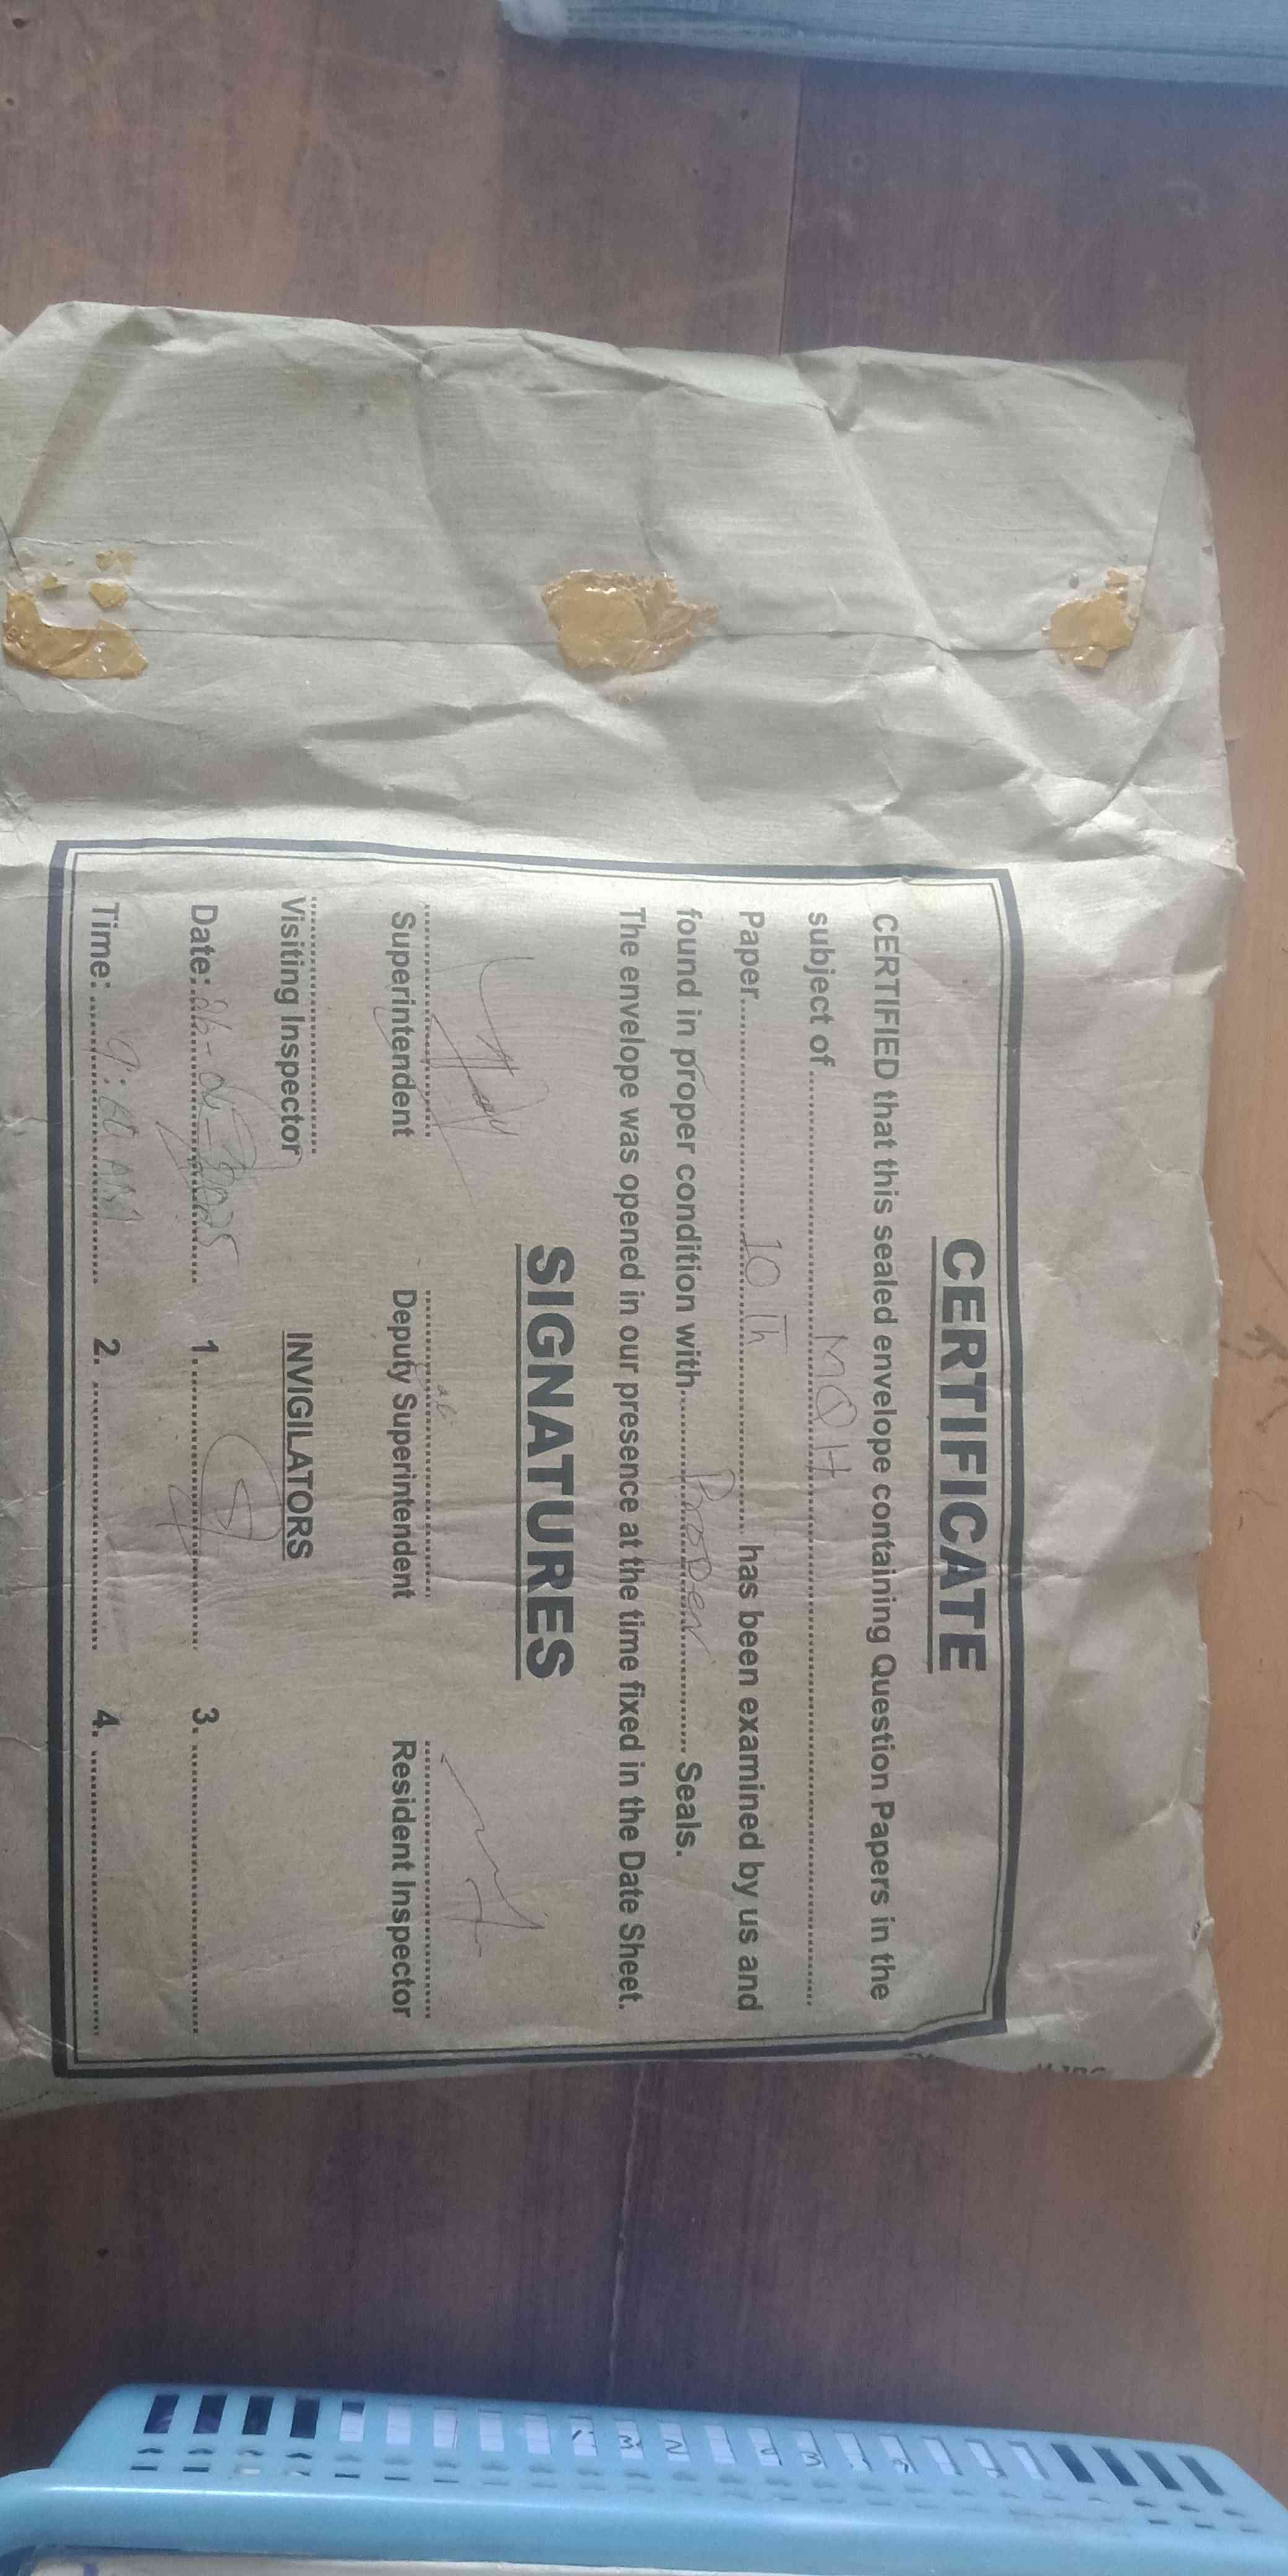 CERTIFICATE
CERTIFIED that this sealed envelope containing Question Papers in the
subject of ........ MQH ........
Paper........ 10 Th ........ has been examined by us and
found in proper condition with........ Proper ........ Seals.
The envelope was opened in our presence at the time fixed in the Date Sheet.
SIGNATURES
Superintendent Deputy Superintendent Resident Inspector
Visiting Inspector INVIGILATORS
Date: 1. 3.
Time: AM 2. 4.